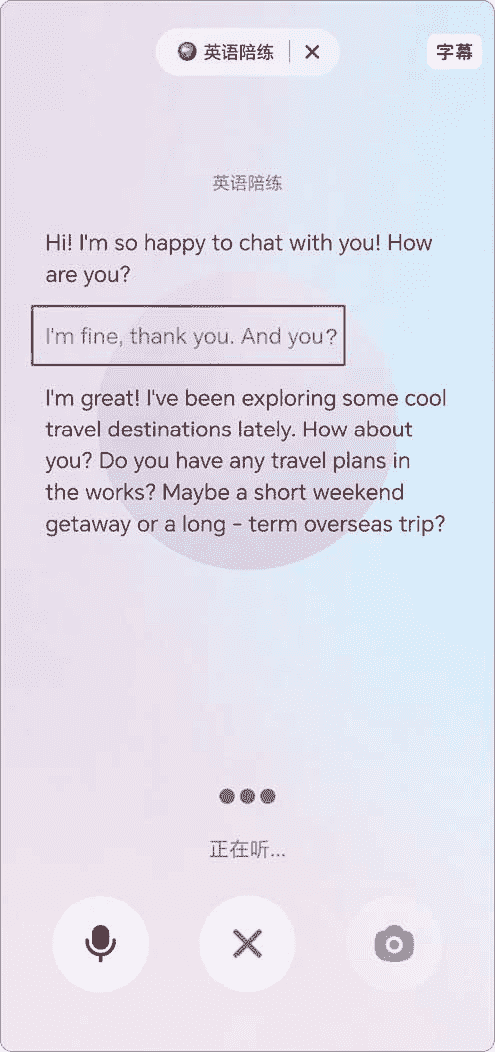 英语陪练
字幕
英语陪练
Hi! I'm so happy to chat with you! How
are you?
I'm fine, thank you. And you?
I'm great! I've been exploring some cool
travel destinations lately. How about
you? Do you have any travel plans in
the works? Maybe a short weekend
getaway or a long - term overseas trip?
正在听...